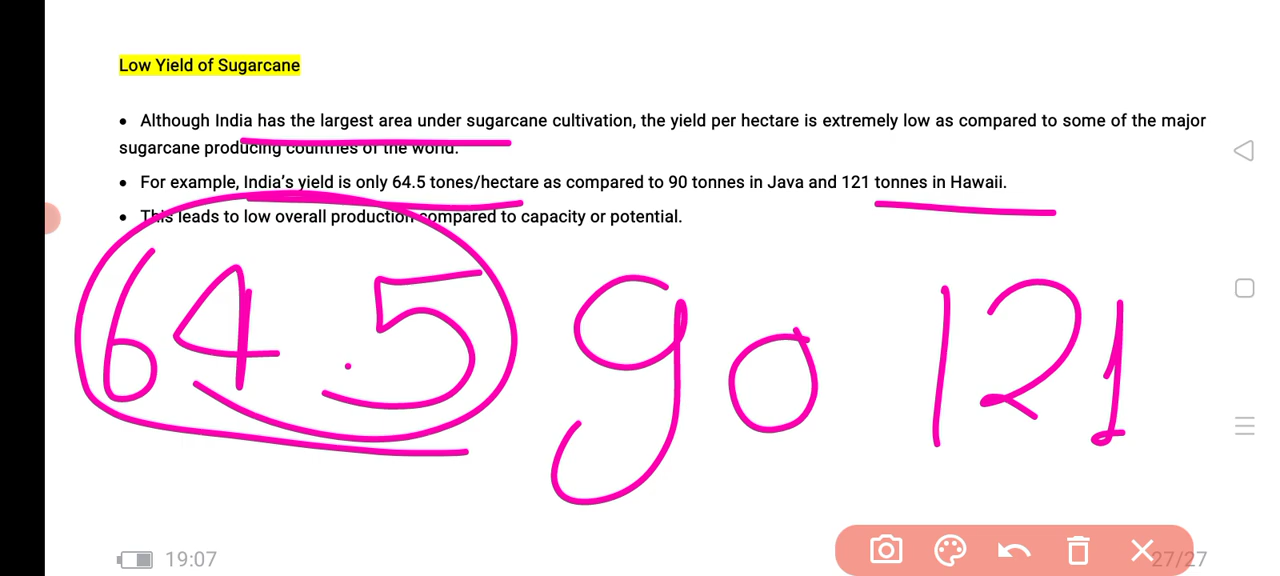 Low Yield of Sugarcane
• Although India has the largest area under sugarcane cultivation, the yield per hectare is extremely low as compared to some of the major
sugarcane producing countries of the world.
• For example, India's yield is only 64.5 tones/hectare as compared to 90 tonnes in Java and 121 tonnes in Hawaii.
• This leads to low overall production compared to capacity or potential.
64.5 90 121
19:07 27/27